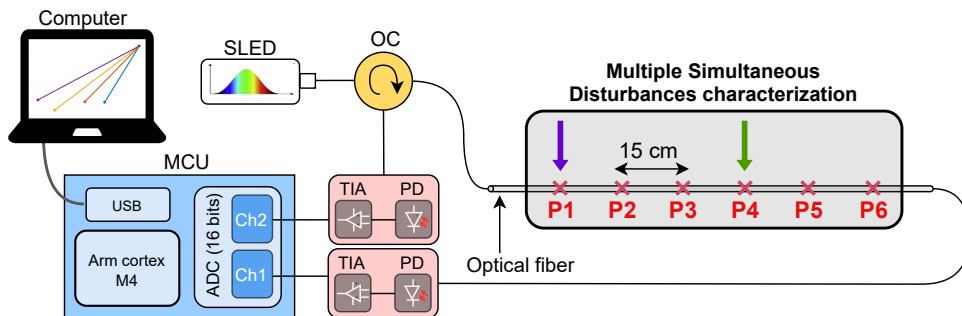 Computer
SLED
OC
Multiple Simultaneous
Disturbances characterization
15 cm
P1 P2 P3 P4 P5 P6
MCU
USB
Arm cortex
M4
ADC (16 bits)
Ch2
Ch1
TIA PD
TIA PD
Optical fiber